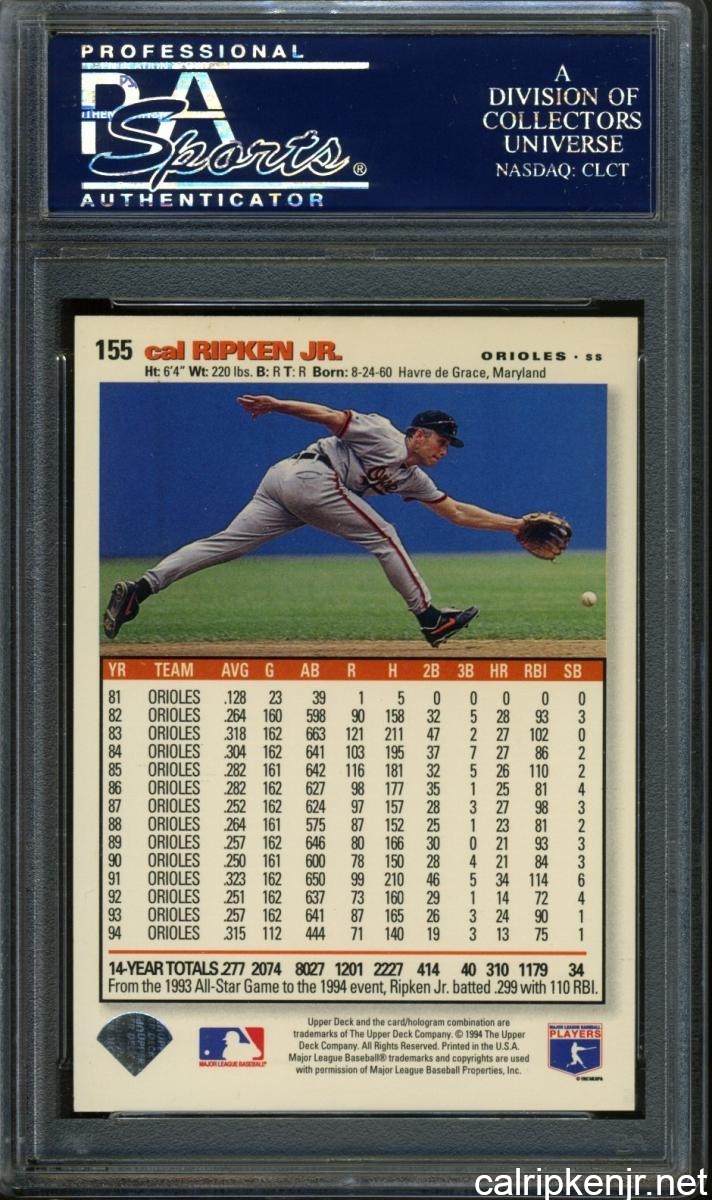 PROFESSIONAL
PSA
Sports®
AUTHENTICATOR
A
DIVISION OF
COLLECTORS
UNIVERSE
NASDAQ: CLCT
155 cal RIPKEN JR. ORIOLES · SS
Ht: 6'4" Wt: 220 lbs. B: R T: R Born: 8-24-60 Havre de Grace, Maryland
YR TEAM AVG G AB R H 2B 3B HR RBI SB
81 ORIOLES .128 23 39 1 5 0 0 0 0 0
82 ORIOLES .264 160 598 90 158 32 5 28 93 3
83 ORIOLES .318 162 663 121 211 47 2 27 102 0
84 ORIOLES .304 162 641 103 195 37 7 27 86 2
85 ORIOLES .282 161 642 116 181 32 5 26 110 2
86 ORIOLES .282 162 627 98 177 35 1 25 81 4
87 ORIOLES .252 162 624 97 157 28 3 27 98 3
88 ORIOLES .264 161 575 87 152 25 1 23 81 2
89 ORIOLES .257 162 646 80 166 30 0 21 93 3
90 ORIOLES .250 161 600 78 150 28 4 21 84 3
91 ORIOLES .323 162 650 99 210 46 5 34 114 6
92 ORIOLES .251 162 637 73 160 29 1 14 72 4
93 ORIOLES .257 162 641 87 165 26 3 24 90 1
94 ORIOLES .315 112 444 71 140 19 3 13 75 1
14-YEAR TOTALS .277 2074 8027 1201 2227 414 40 310 1179 34
From the 1993 All-Star Game to the 1994 event, Ripken Jr. batted .299 with 110 RBI.
Upper Deck and the card/hologram combination are
trademarks of The Upper Deck Company. © 1994 The Upper
Deck Company. All Rights Reserved. Printed in the U.S.A.
Major League Baseball® trademarks and copyrights are used
with permission of Major League Baseball Properties, Inc.
MAJOR LEAGUE BASEBALL
MAJOR LEAGUE BASEBALL
PLAYERS
calripkenjr.net